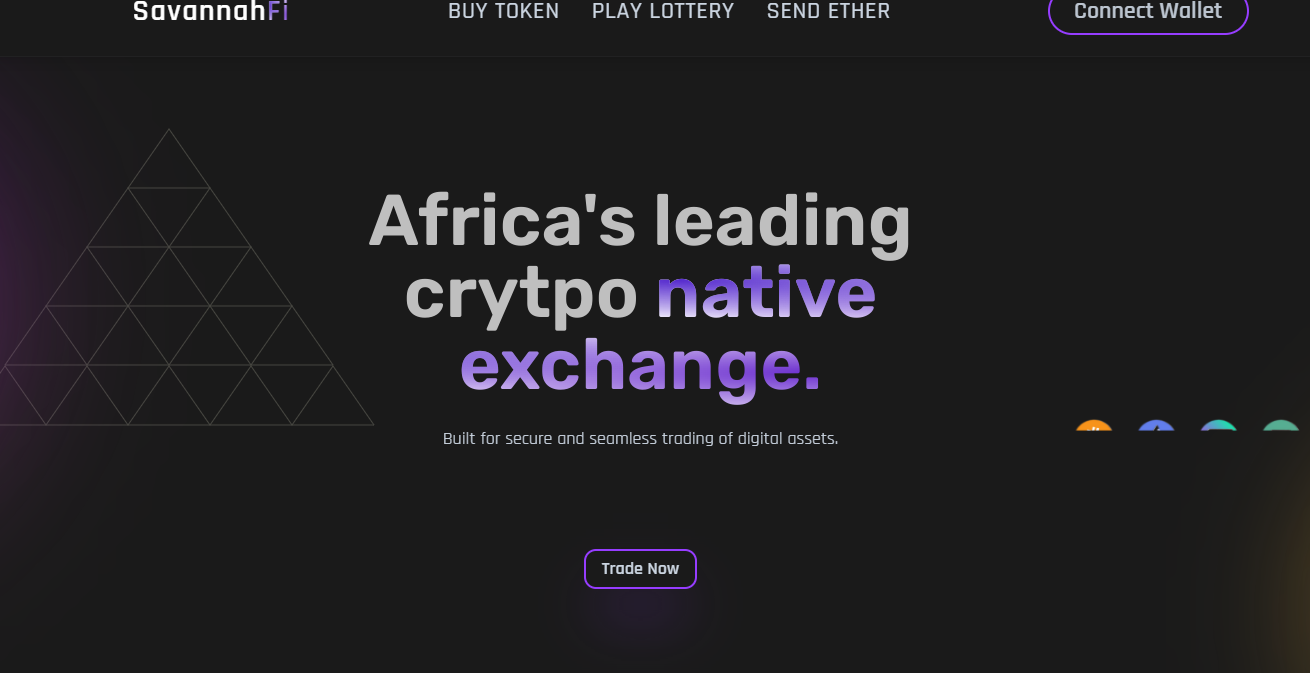 SavannahFi
BUY TOKEN PLAY LOTTERY SEND ETHER
Connect Wallet
Africa's leading
crytpo native
exchange.
Built for secure and seamless trading of digital assets.
Trade Now